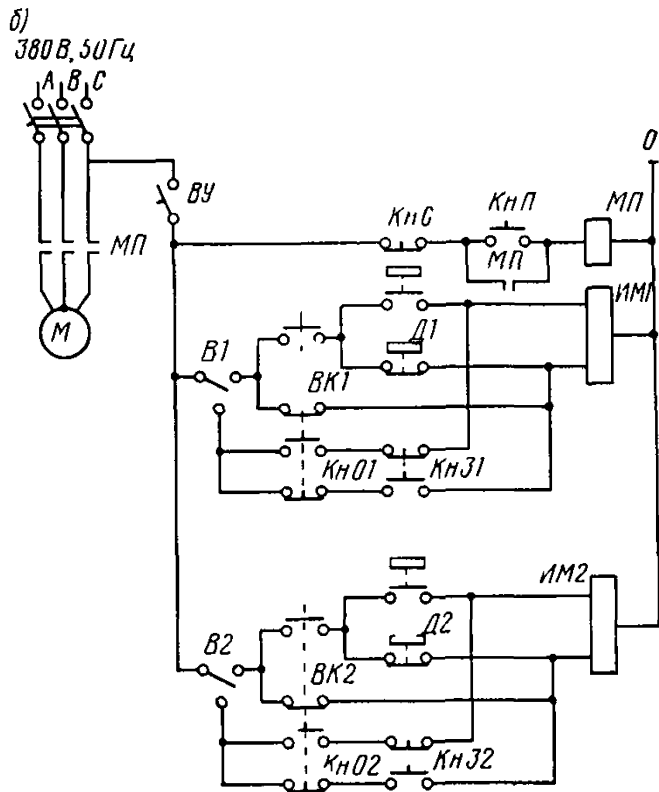 б)
380 В, 50 Гц
А В С
0
ВУ
КнС
КнП
МП
МП
МП
М
ИМ1
Д1
В1
ВК1
КнО1
КнЗ1
ИМ2
Д2
В2
ВК2
КнО2
КнЗ2